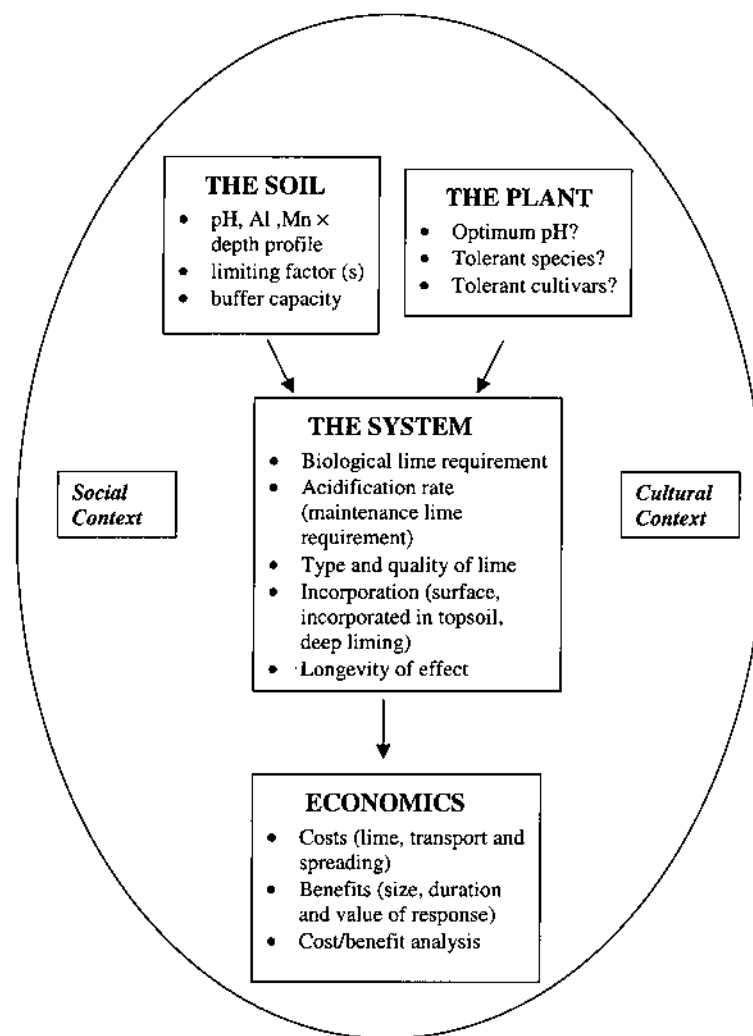 THE SOIL
• pH, Al ,Mn ×
depth profile
• limiting factor (s)
• buffer capacity
THE PLANT
• Optimum pH?
• Tolerant species?
• Tolerant cultivars?
THE SYSTEM
• Biological lime requirement
• Acidification rate
(maintenance lime
requirement)
• Type and quality of lime
• Incorporation (surface,
incorporated in topsoil,
deep liming)
• Longevity of effect
Social
Context
Cultural
Context
ECONOMICS
• Costs (lime, transport and
spreading)
• Benefits (size, duration
and value of response)
• Cost/benefit analysis